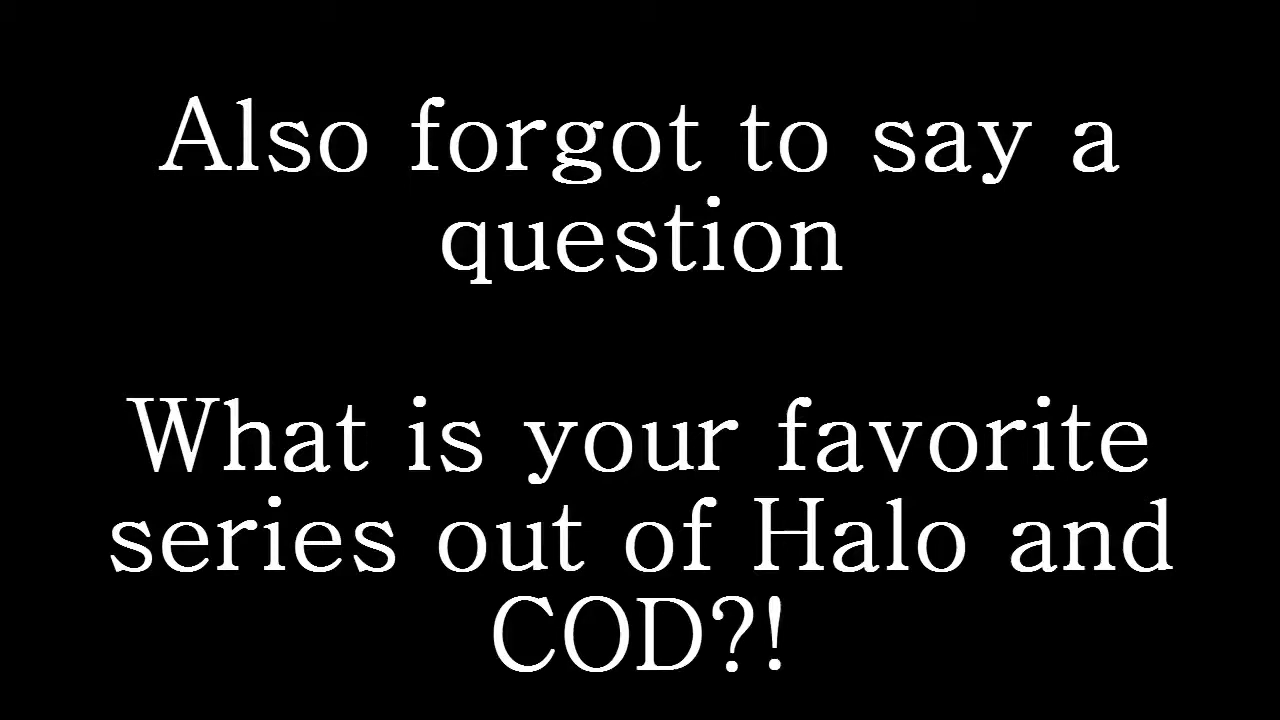 Also forgot to say a
question
What is your favorite
series out of Halo and
COD?!